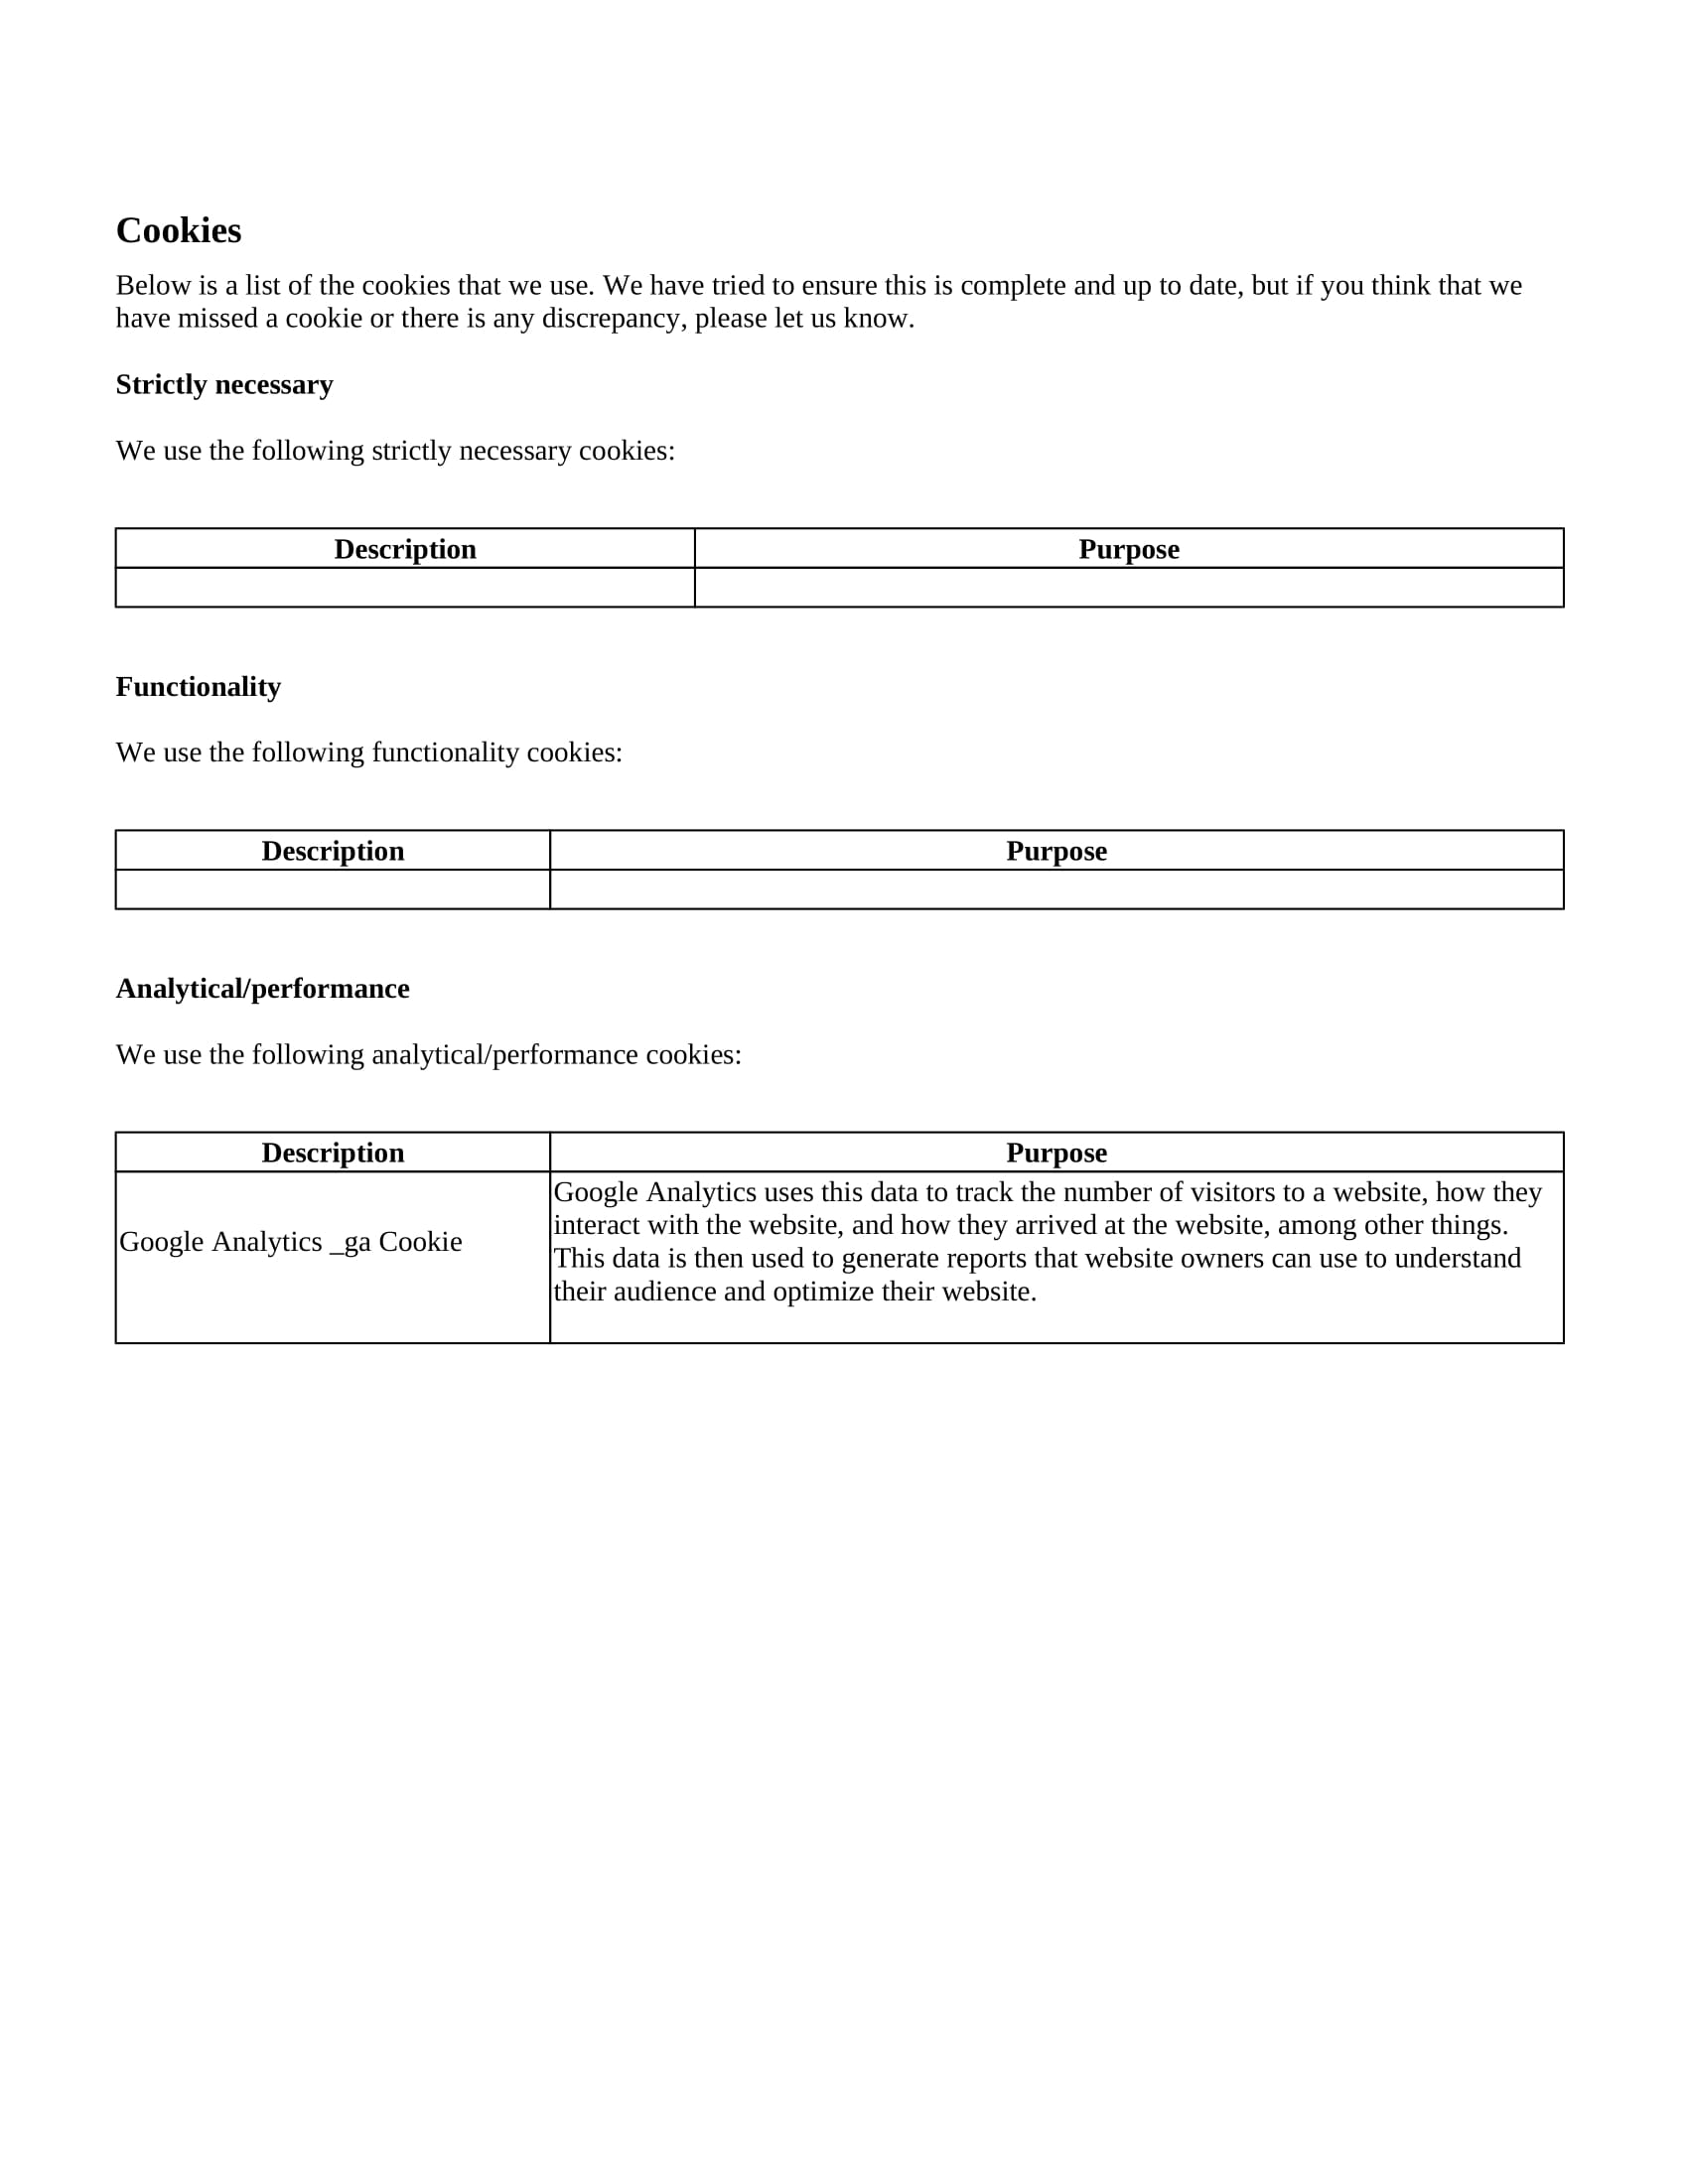 Cookies
Below is a list of the cookies that we use. We have tried to ensure this is complete and up to date, but if you think that we
have missed a cookie or there is any discrepancy, please let us know.
Strictly necessary
We use the following strictly necessary cookies:
Description Purpose
Functionality
We use the following functionality cookies:
Description Purpose
Analytical/performance
We use the following analytical/performance cookies:
Description Purpose
Google Analytics _ga Cookie
Google Analytics uses this data to track the number of visitors to a website, how they
interact with the website, and how they arrived at the website, among other things.
This data is then used to generate reports that website owners can use to understand
their audience and optimize their website.